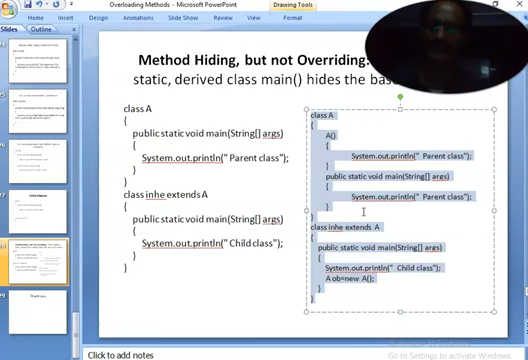 Overloading Methods - Microsoft PowerPoint
Drawing Tools
Home Insert Design Animations Slide Show Review View Format
Slides Outline
Method Hiding, but not Overriding:
static, derived class main() hides the bas
class A
{
public static void main(String[] args)
{
System.out.println(" Parent class");
}
}
class inhe extends A
{
public static void main(String[] args)
{
System.out.println(" Child class");
}
}
class A
{
A()
{
System.out.println(" Parent class");
}
public static void main(String[] args)
{
System.out.println(" Parent class");
}
}
class inhe extends A
{
public static void main(String[] args)
{
System.out.println(" Child class");
A ob=new A();
}
}
Thank you
Click to add notes
Activate Windows
Go to Settings to activate Windows.